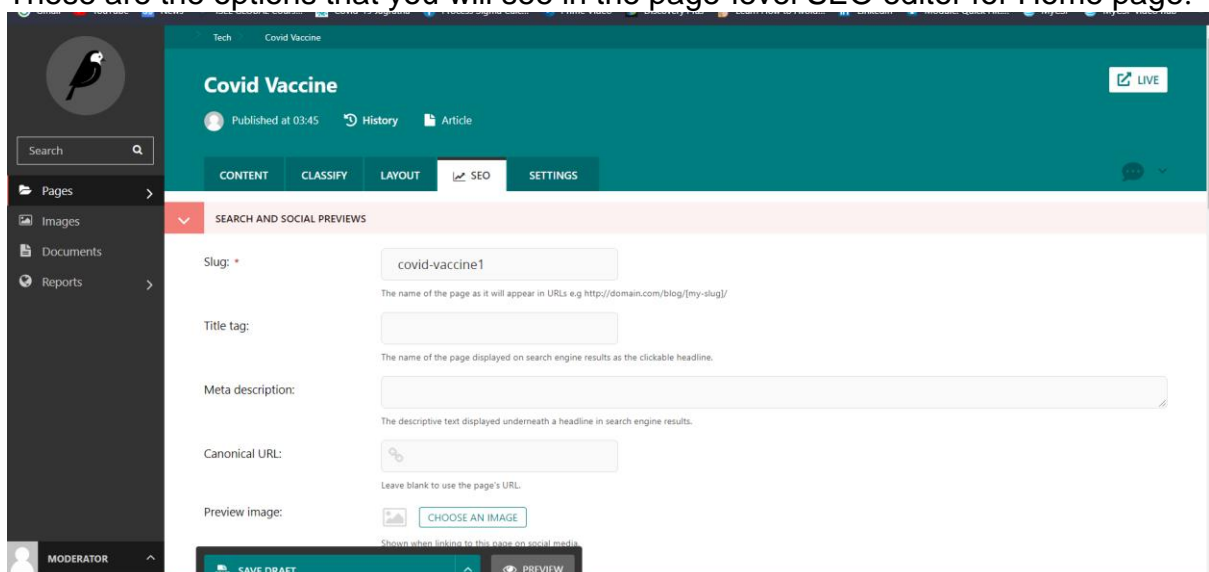 These are the options that you will see in the page-level SEO editor for Home page.
Tech Covid Vaccine
Covid Vaccine
LIVE
Published at 03:45 History Article
Search
CONTENT CLASSIFY LAYOUT SEO SETTINGS
Pages
Images
Documents
Reports
SEARCH AND SOCIAL PREVIEWS
Slug: *
covid-vaccine1
The name of the page as it will appear in URLs e.g http://domain.com/blog/[my-slug]/
Title tag:
The name of the page displayed on search engine results as the clickable headline.
Meta description:
The descriptive text displayed underneath a headline in search engine results.
Canonical URL:
Leave blank to use the page's URL.
Preview image:
CHOOSE AN IMAGE
Shown when linking to this page on social media.
MODERATOR
SAVE DRAFT
PREVIEW